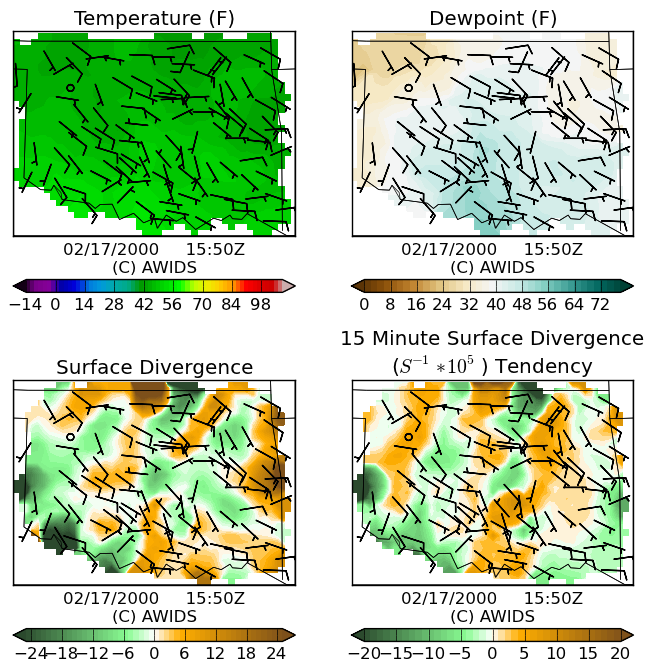 Temperature (F)
Dewpoint (F)
02/17/2000 15:50Z
(C) AWIDS
02/17/2000 15:50Z
(C) AWIDS
−14 0 14 28 42 56 70 84 98
0 8 16 24 32 40 48 56 64 72
Surface Divergence
15 Minute Surface Divergence
(S⁻¹ *10⁵ ) Tendency
02/17/2000 15:50Z
(C) AWIDS
02/17/2000 15:50Z
(C) AWIDS
−24 −18 −12 −6 0 6 12 18 24
−20 −15 −10 −5 0 5 10 15 20